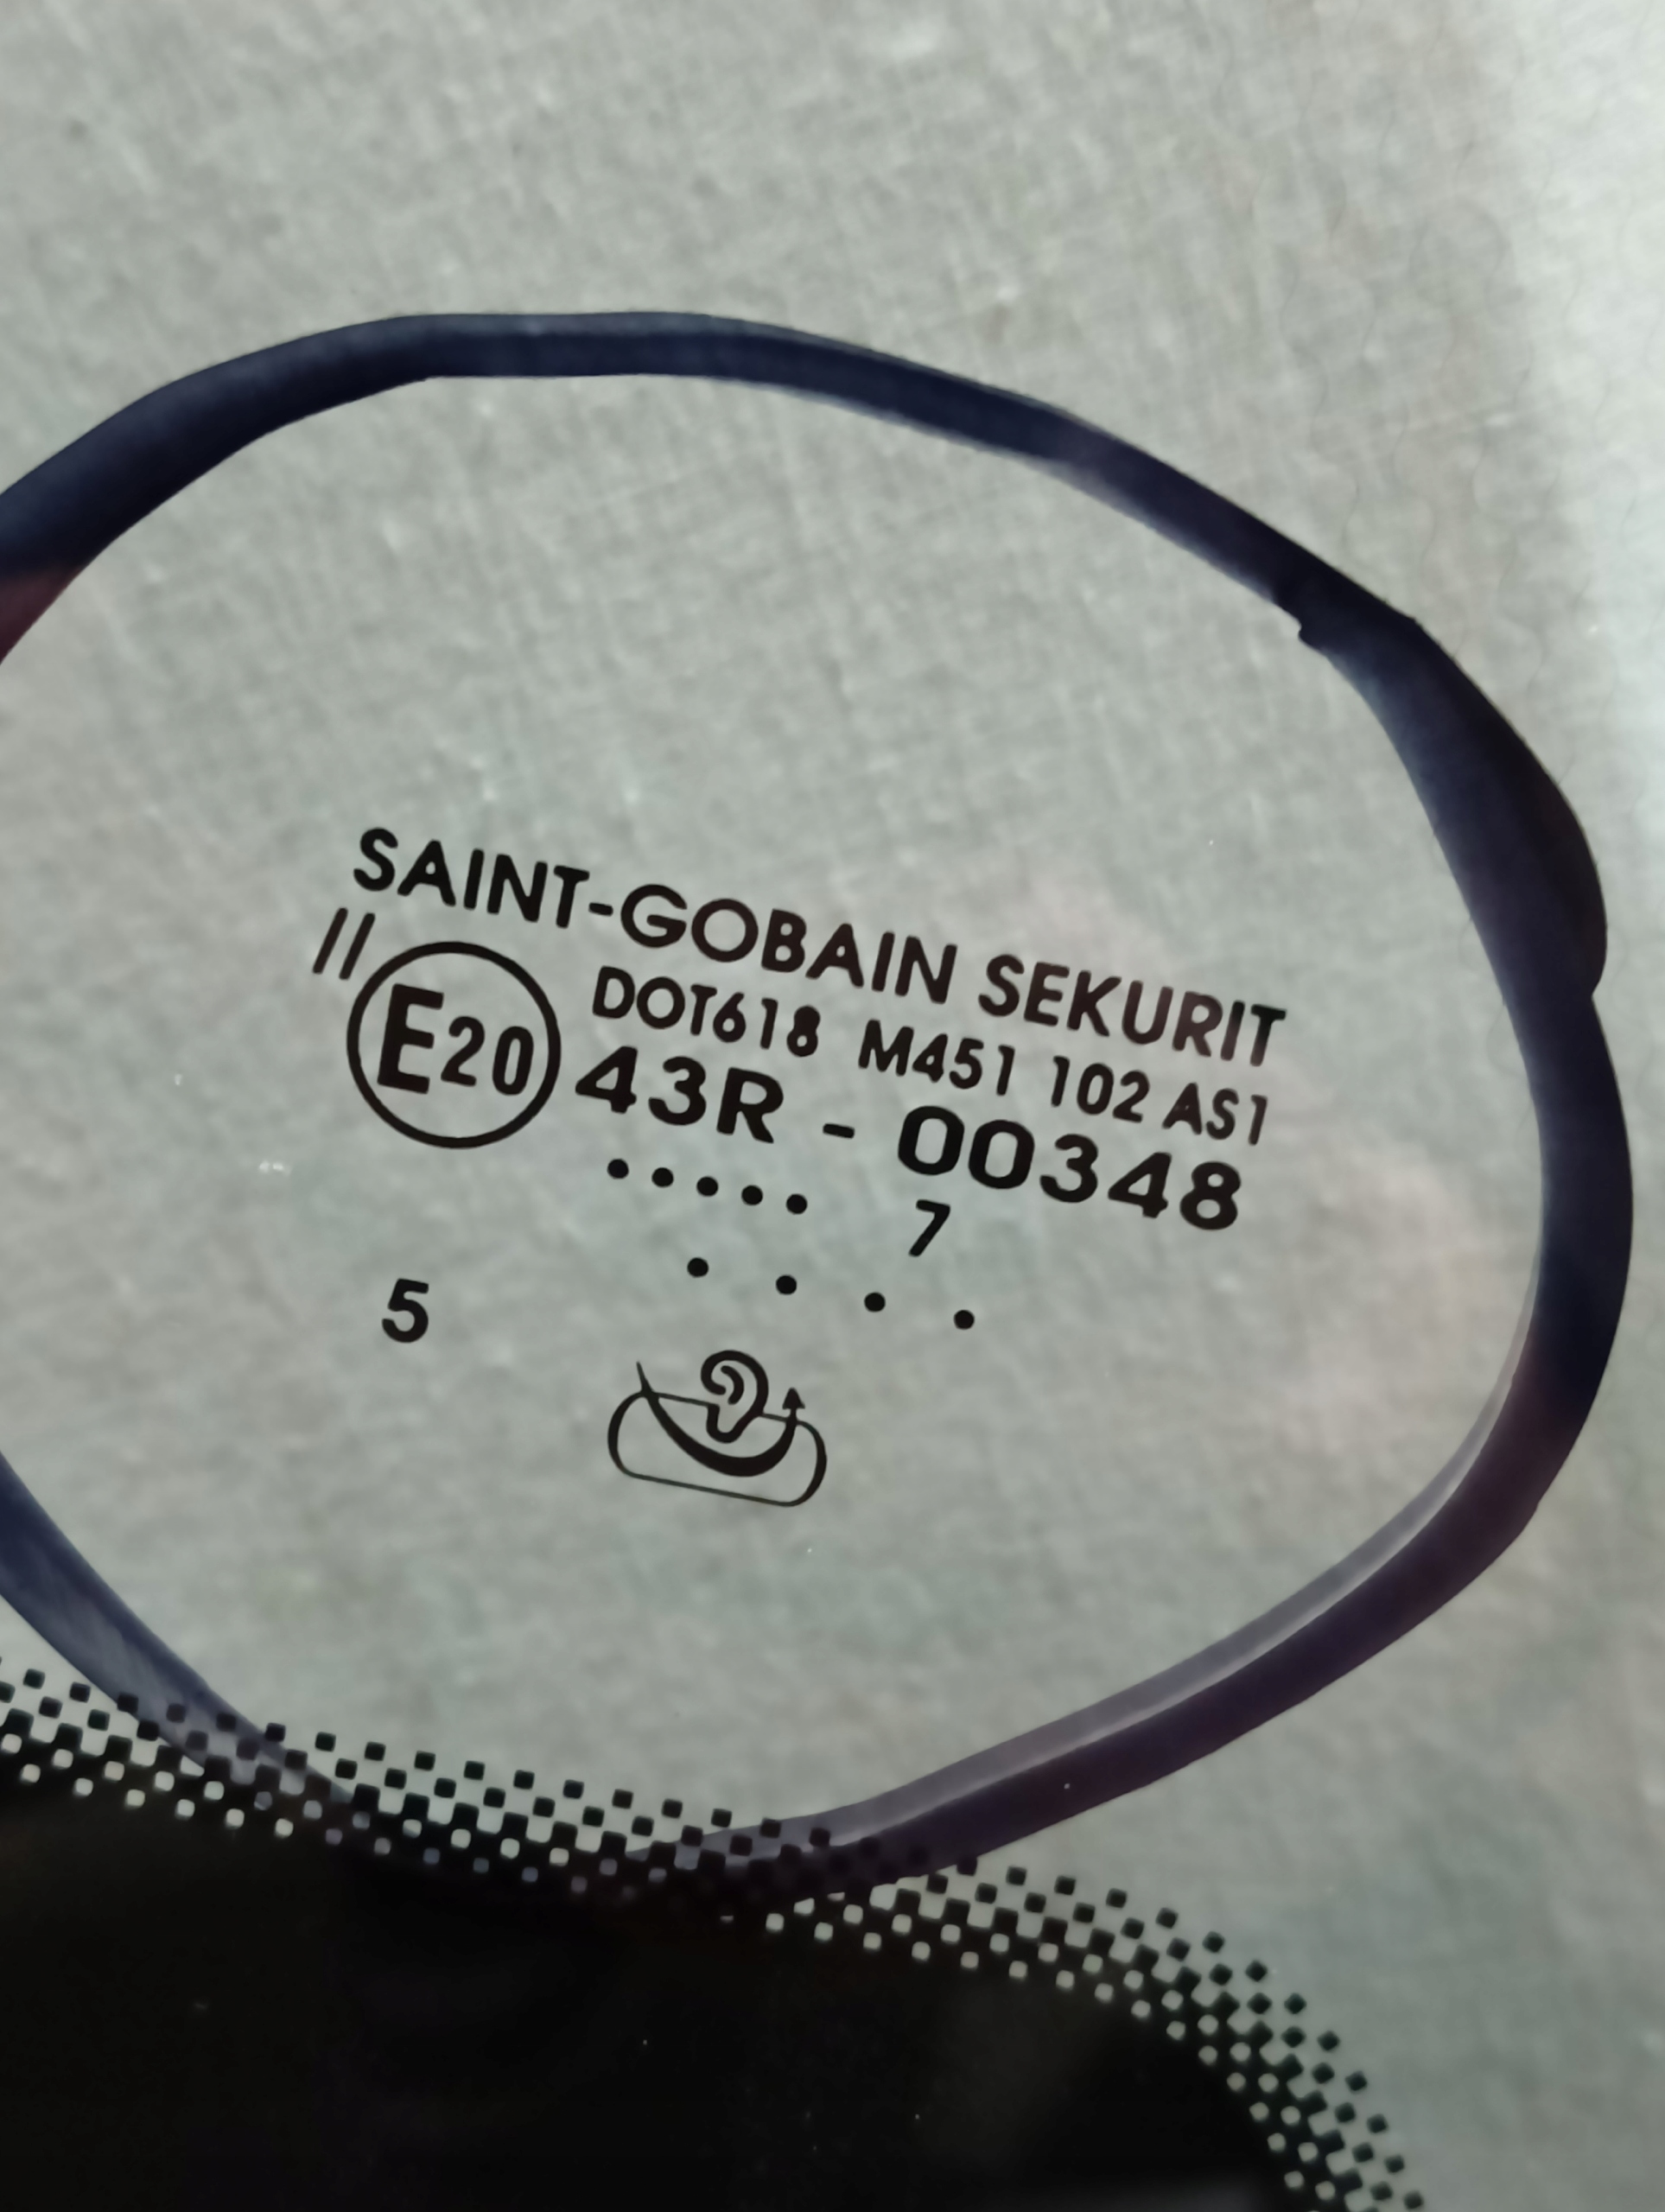 SAINT-GOBAIN SEKURIT
// E20 DOT618 M451 102 AS1
43R - 00348
..... 7
. . . .
5